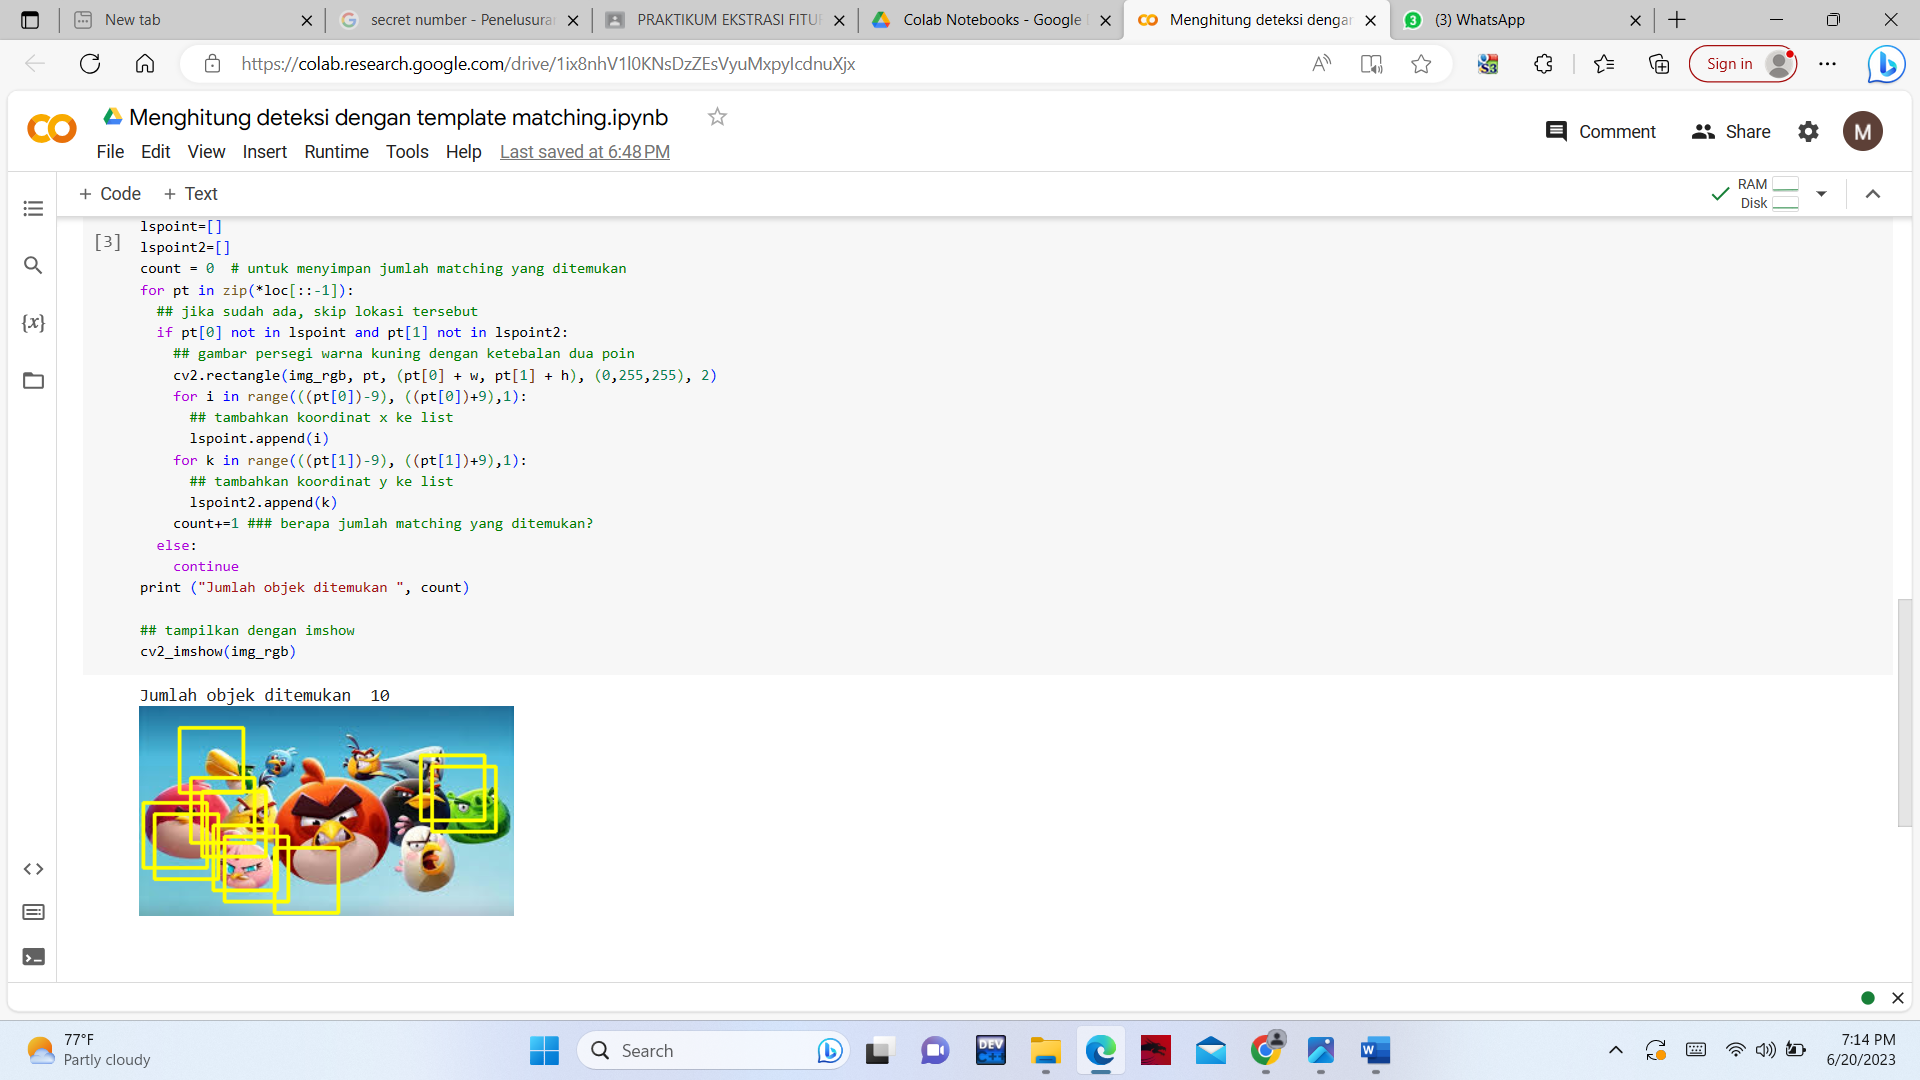 New tab
secret number - Penelusura
PRAKTIKUM EKSTRASI FITUR
Colab Notebooks - Google
Menghitung deteksi dengan
(3) WhatsApp
https://colab.research.google.com/drive/1ix8nhV1l0KNsDzZEsVyuMxpyIcdnuXjx
Sign in
Menghitung deteksi dengan template matching.ipynb
File Edit View Insert Runtime Tools Help Last saved at 6:48 PM
Comment
Share
M
+ Code + Text
RAM
Disk
[3]
lspoint=[]
lspoint2=[]
count = 0  # untuk menyimpan jumlah matching yang ditemukan
for pt in zip(*loc[::-1]):
  ## jika sudah ada, skip lokasi tersebut
  if pt[0] not in lspoint and pt[1] not in lspoint2:
    ## gambar persegi warna kuning dengan ketebalan dua poin
    cv2.rectangle(img_rgb, pt, (pt[0] + w, pt[1] + h), (0,255,255), 2)
    for i in range(((pt[0])-9), ((pt[0])+9),1):
      ## tambahkan koordinat x ke list
      lspoint.append(i)
    for k in range(((pt[1])-9), ((pt[1])+9),1):
      ## tambahkan koordinat y ke list
      lspoint2.append(k)
    count+=1 ### berapa jumlah matching yang ditemukan?
  else:
    continue
print ("Jumlah objek ditemukan ", count)
## tampilkan dengan imshow
cv2_imshow(img_rgb)
Jumlah objek ditemukan  10
77°F
Partly cloudy
Search
DEV C++
7:14 PM
6/20/2023